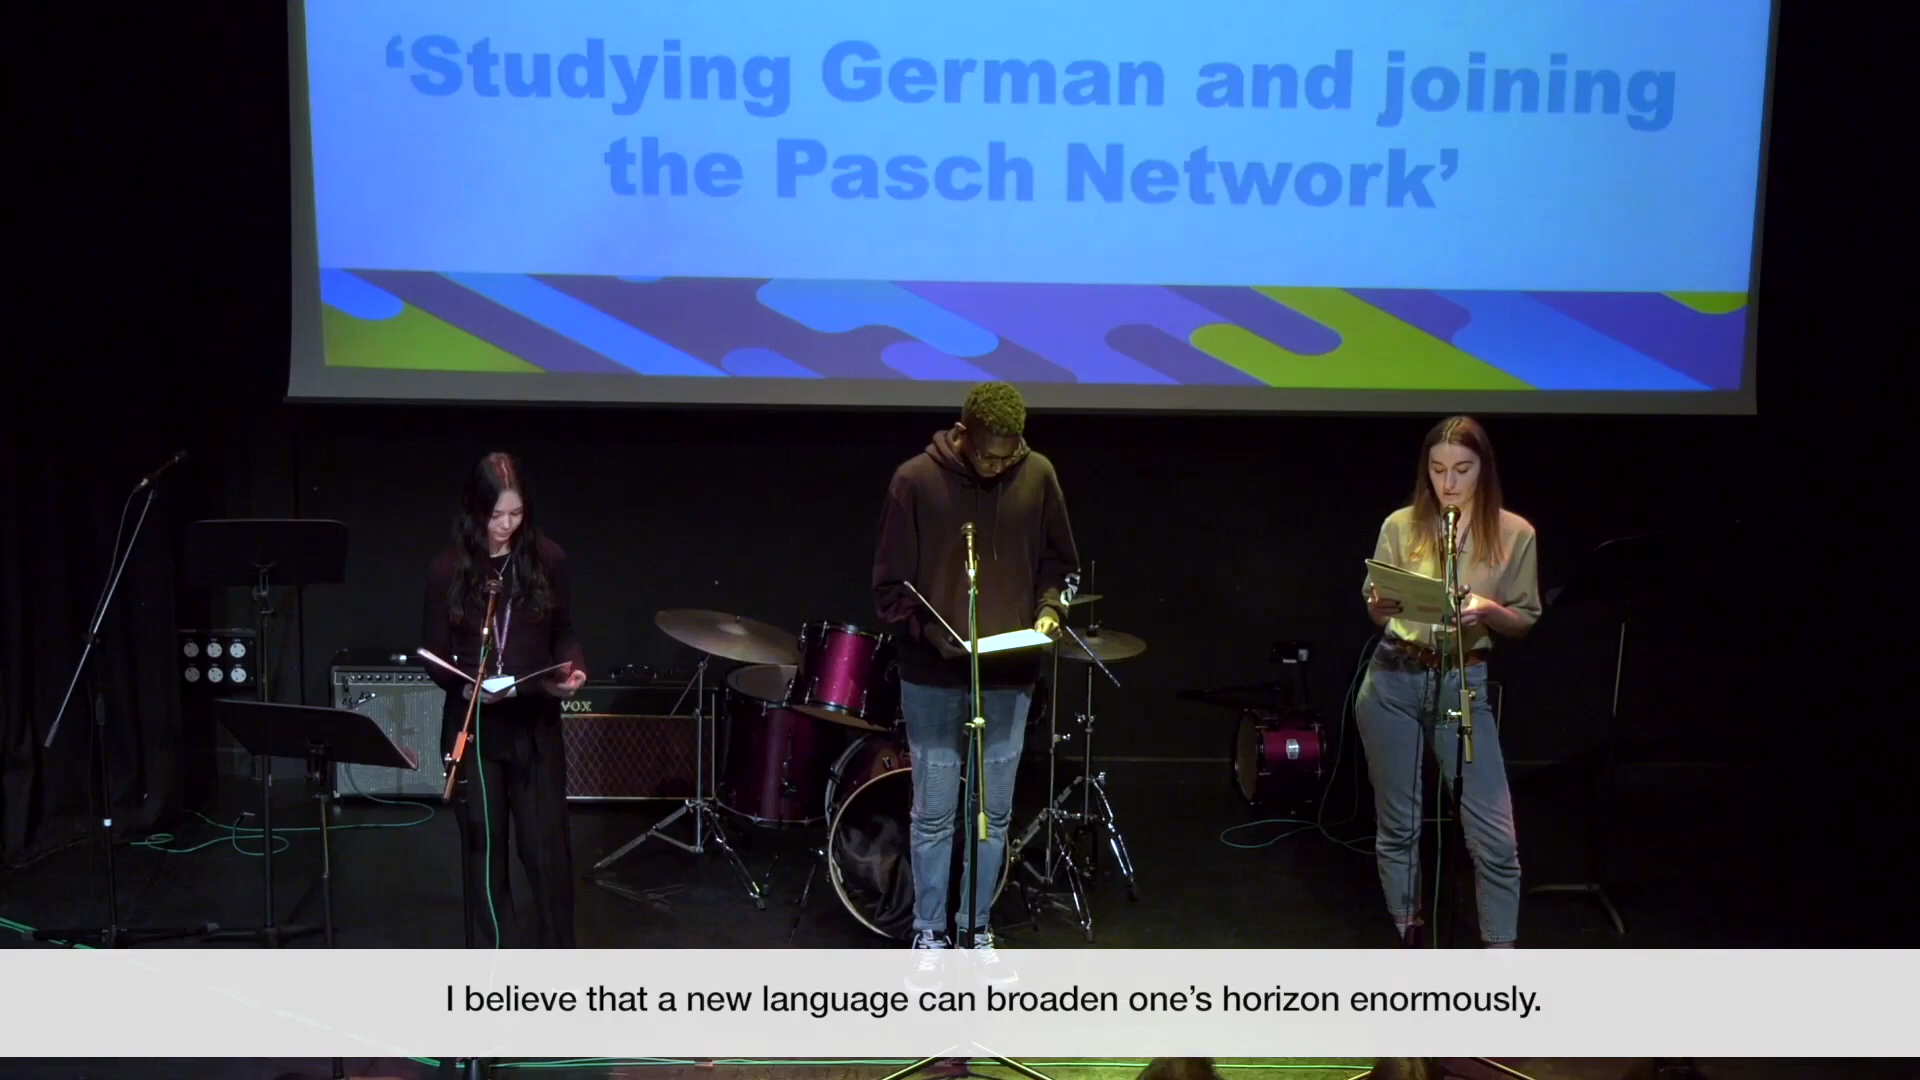 ‘Studying German and joining
the Pasch Network’
VOX
I believe that a new language can broaden one’s horizon enormously.